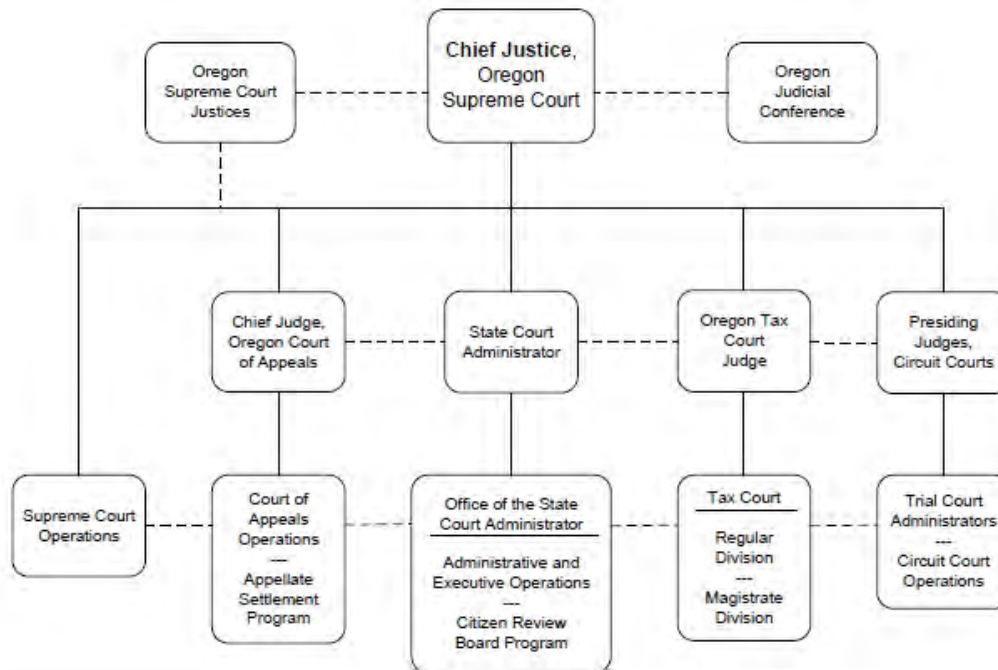 Oregon
Supreme Court
Justices
Chief Justice,
Oregon
Supreme Court
Oregon
Judicial
Conference
Chief Judge,
Oregon Court
of Appeals
State Court
Administrator
Oregon Tax
Court
Judge
Presiding
Judges,
Circuit Courts
Supreme Court
Operations
Court of
Appeals
Operations
---
Appellate
Settlement
Program
Office of the State
Court Administrator
Administrative and
Executive Operations
---
Citizen Review
Board Program
Tax Court
Regular
Division
---
Magistrate
Division
Trial Court
Administrators
---
Circuit Court
Operations